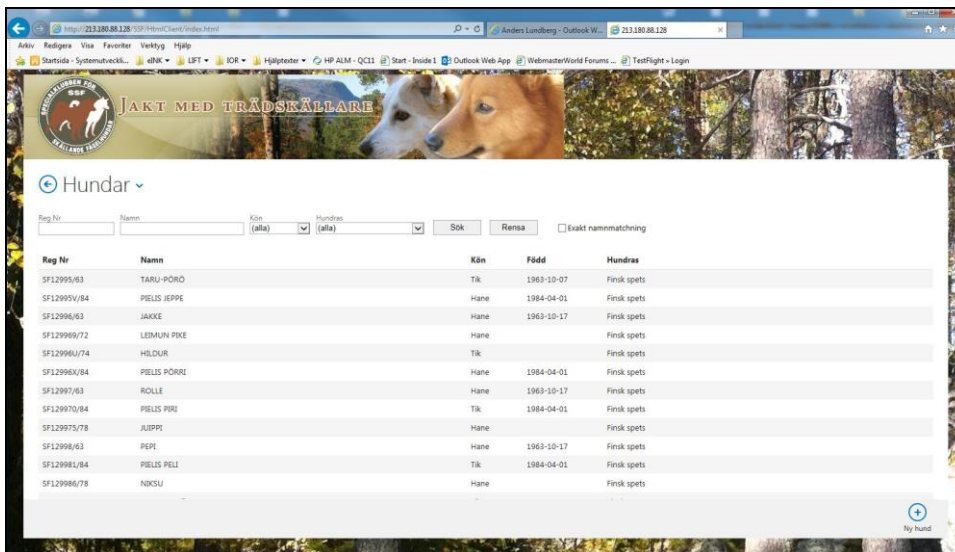 http://213.180.88.128/SSF/HtmlClient/index.html
Anders Lundberg - Outlook W...
213.180.88.128
Arkiv Redigera Visa Favoriter Verktyg Hjälp
Startsida - Systemutveckli... eINK LIFT IOR Hjälptexter HP ALM - QC11 Start - Inside 1 Outlook Web App WebmasterWorld Forums ... TestFlight » Login
SPECIALKLUBBEN FÖR
SSF
SKÄLLANDE FÅGELHUNDAR
JAKT MED TRÄDSKÄLLARE
Hundar
Reg Nr Namn Kön Hundras
(alla) (alla) Sök Rensa Exakt namnmatchning
Reg Nr Namn Kön Född Hundras
SF12995/63 TARU-PÖRÖ Tik 1963-10-07 Finsk spets
SF12995V/84 PIELIS JEPPE Hane 1984-04-01 Finsk spets
SF12996/63 JAKKE Hane 1963-10-17 Finsk spets
SF129969/72 LEIMUN PIKE Hane Finsk spets
SF12996U/74 HILDUR Tik Finsk spets
SF12996X/84 PIELIS PÖRRI Hane 1984-04-01 Finsk spets
SF12997/63 ROLLE Hane 1963-10-17 Finsk spets
SF129970/84 PIELIS PIRI Tik 1984-04-01 Finsk spets
SF129975/78 JUIPPI Hane Finsk spets
SF12998/63 PEPI Hane 1963-10-17 Finsk spets
SF129981/84 PIELIS PELI Tik 1984-04-01 Finsk spets
SF129986/78 NIKSU Hane Finsk spets
Ny hund